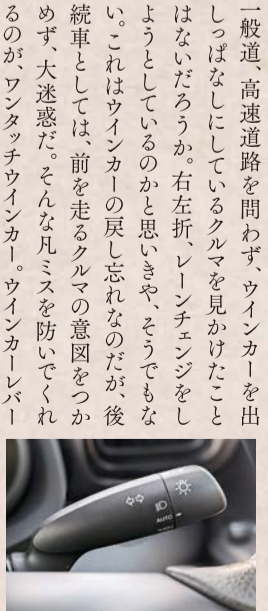 一般道、高速道路を問わず、ウインカーを出
しっぱなしにしているクルマを見かけたこと
はないだろうか。右左折、レーンチェンジをし
ようとしているのかと思いきや、そうでもな
い。これはウインカーの戻し忘れなのだが、後
続車としては、前を走るクルマの意図をつか
めず、大迷惑だ。そんな凡ミスを防いでくれ
るのが、ワンタッチウインカー。ウインカーレバー
AUTO